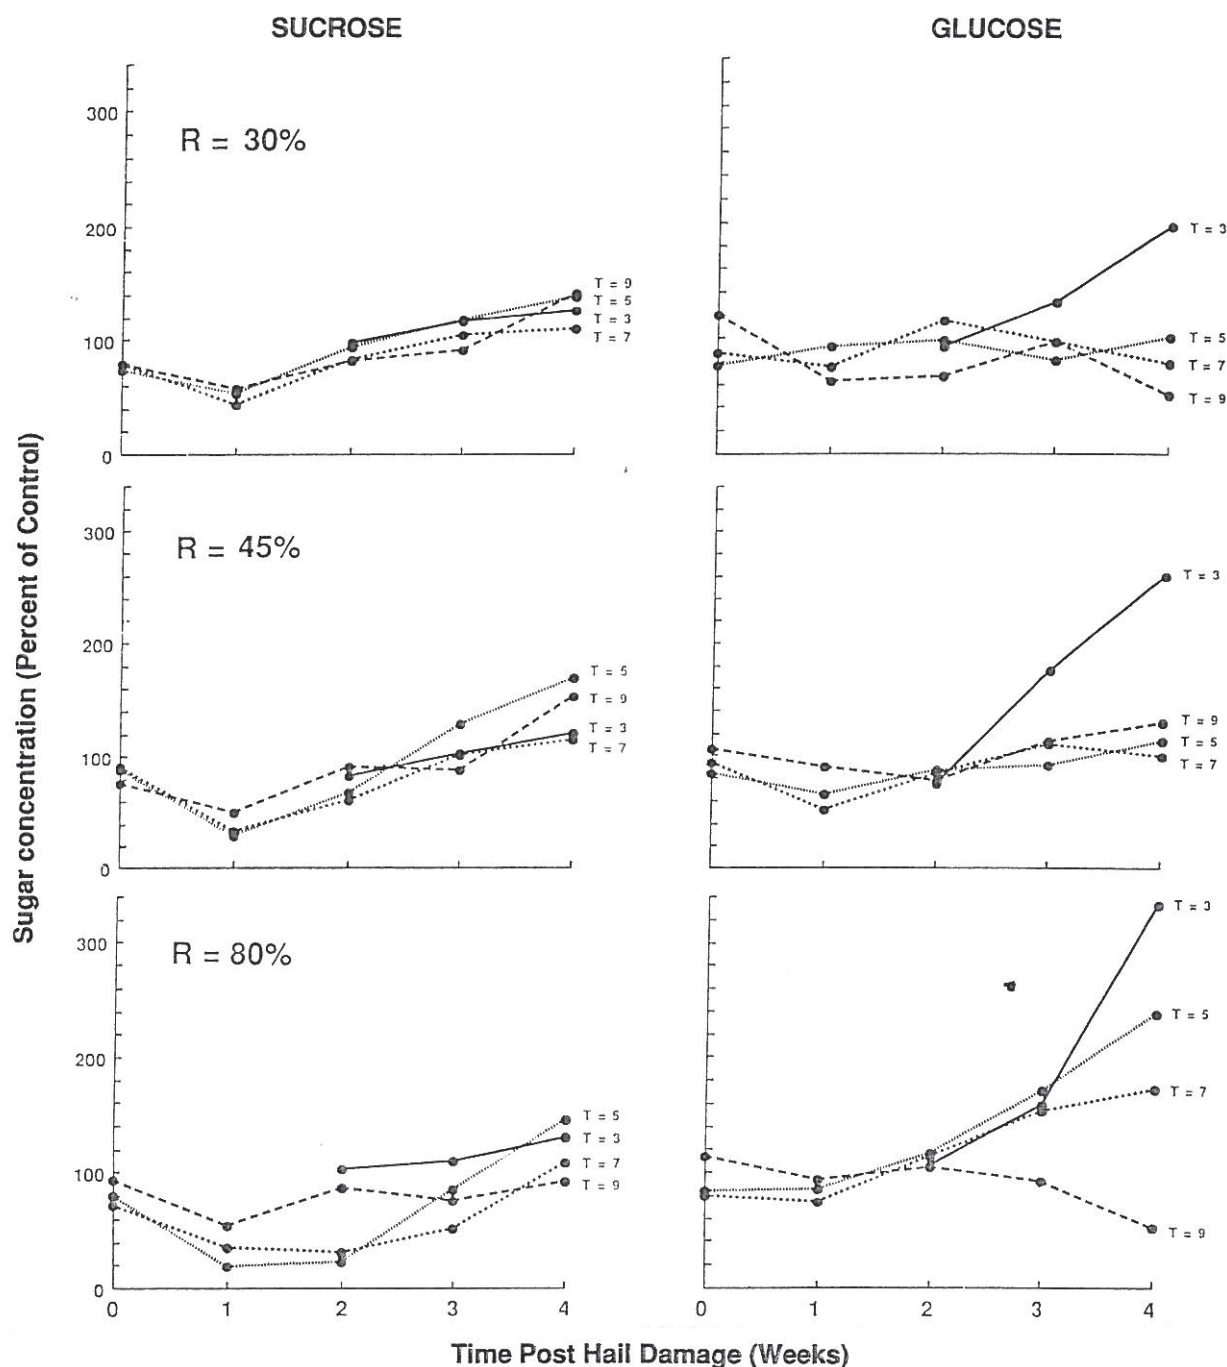 SUCROSE
GLUCOSE
300
200
100
0
R = 30%
T = 9
T = 5
T = 3
T = 7
T = 3
T = 5
T = 7
T = 9
Sugar concentration (Percent of Control)
300
200
100
0
R = 45%
T = 5
T = 9
T = 3
T = 7
T = 3
T = 9
T = 5
T = 7
300
200
100
0
R = 80%
T = 5
T = 3
T = 7
T = 9
T = 3
T = 5
T = 7
T = 9
0 1 2 3 4
0 1 2 3 4
Time Post Hail Damage (Weeks)